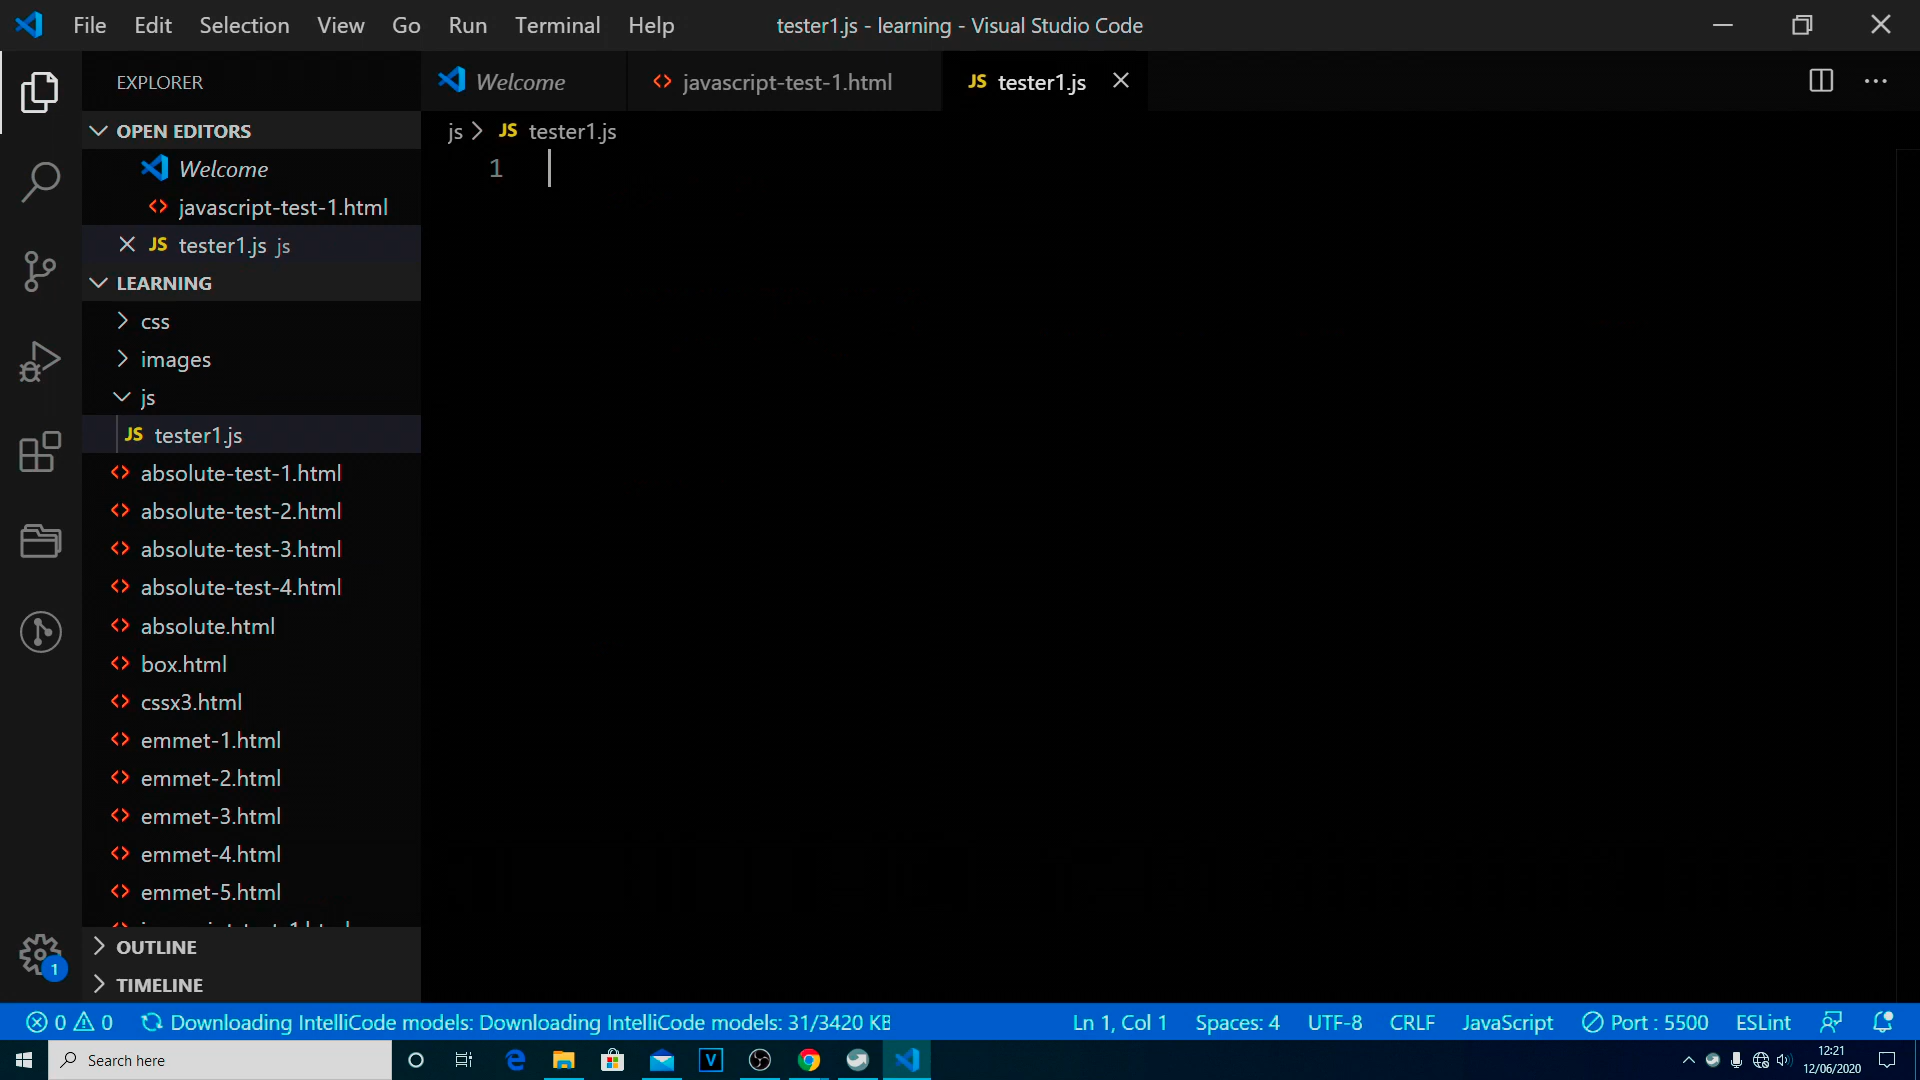 File Edit Selection View Go Run Terminal Help tester1.js - learning - Visual Studio Code
EXPLORER
Welcome javascript-test-1.html JS tester1.js
OPEN EDITORS
js JS tester1.js
Welcome
1
javascript-test-1.html
JS tester1.js js
LEARNING
css
images
js
JS tester1.js
absolute-test-1.html
absolute-test-2.html
absolute-test-3.html
absolute-test-4.html
absolute.html
box.html
cssx3.html
emmet-1.html
emmet-2.html
emmet-3.html
emmet-4.html
emmet-5.html
OUTLINE
1
TIMELINE
0 0 Downloading IntelliCode models: Downloading IntelliCode models: 31/3420 KB Ln 1, Col 1 Spaces: 4 UTF-8 CRLF JavaScript Port : 5500 ESLint
Search here
12:21
12/06/2020